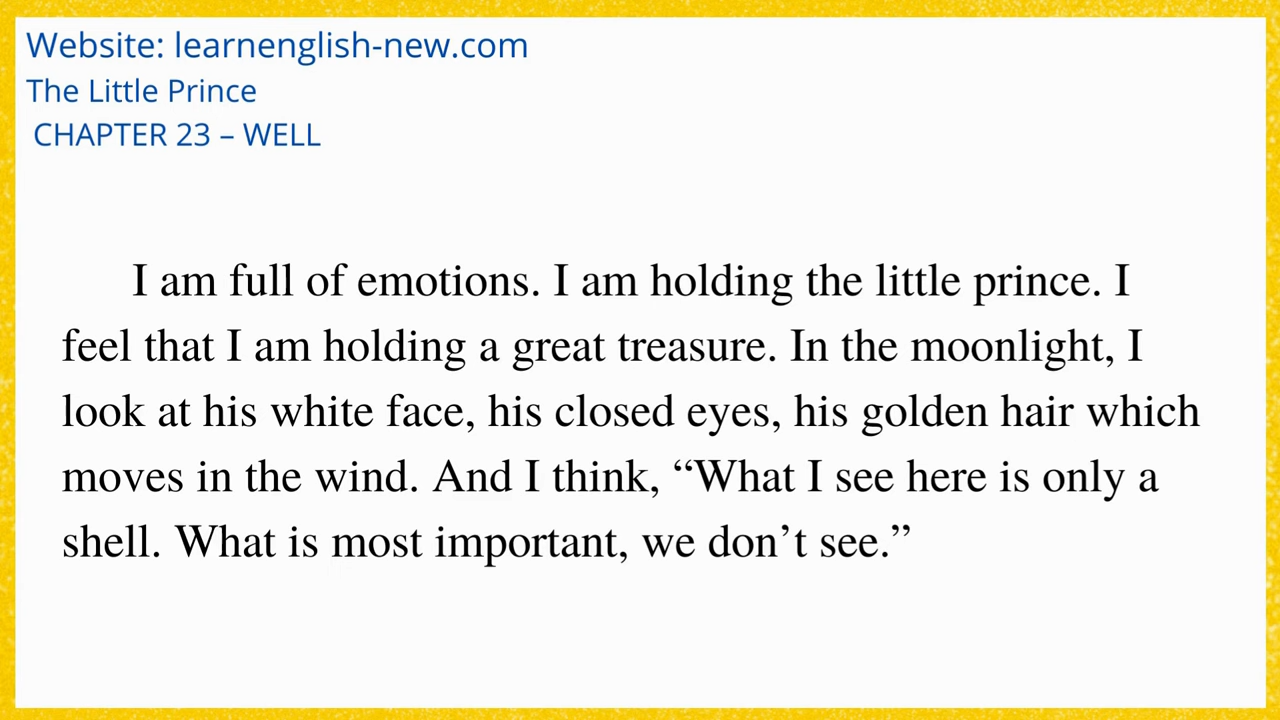 Website: learnenglish-new.com
The Little Prince
CHAPTER 23 – WELL
I am full of emotions. I am holding the little prince. I
feel that I am holding a great treasure. In the moonlight, I
look at his white face, his closed eyes, his golden hair which
moves in the wind. And I think, “What I see here is only a
shell. What is most important, we don’t see.”